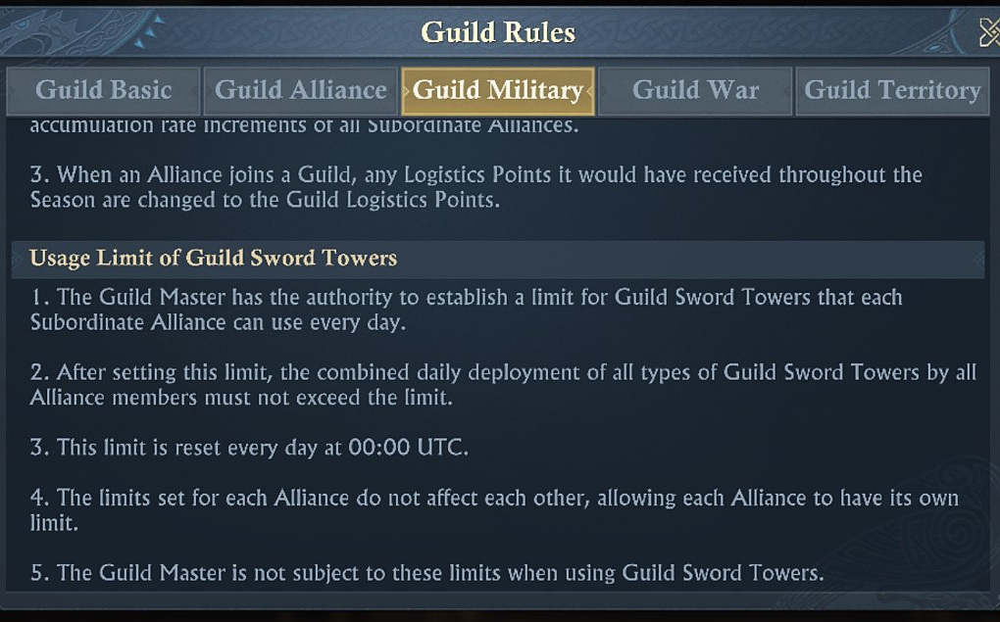 Guild Rules
Guild Basic
Guild Alliance
Guild Military
Guild War
Guild Territory
accumulation rate increments of all Subordinate Alliances.
3. When an Alliance joins a Guild, any Logistics Points it would have received throughout the
Season are changed to the Guild Logistics Points.
Usage Limit of Guild Sword Towers
1. The Guild Master has the authority to establish a limit for Guild Sword Towers that each
Subordinate Alliance can use every day.
2. After setting this limit, the combined daily deployment of all types of Guild Sword Towers by all
Alliance members must not exceed the limit.
3. This limit is reset every day at 00:00 UTC.
4. The limits set for each Alliance do not affect each other, allowing each Alliance to have its own
limit.
5. The Guild Master is not subject to these limits when using Guild Sword Towers.